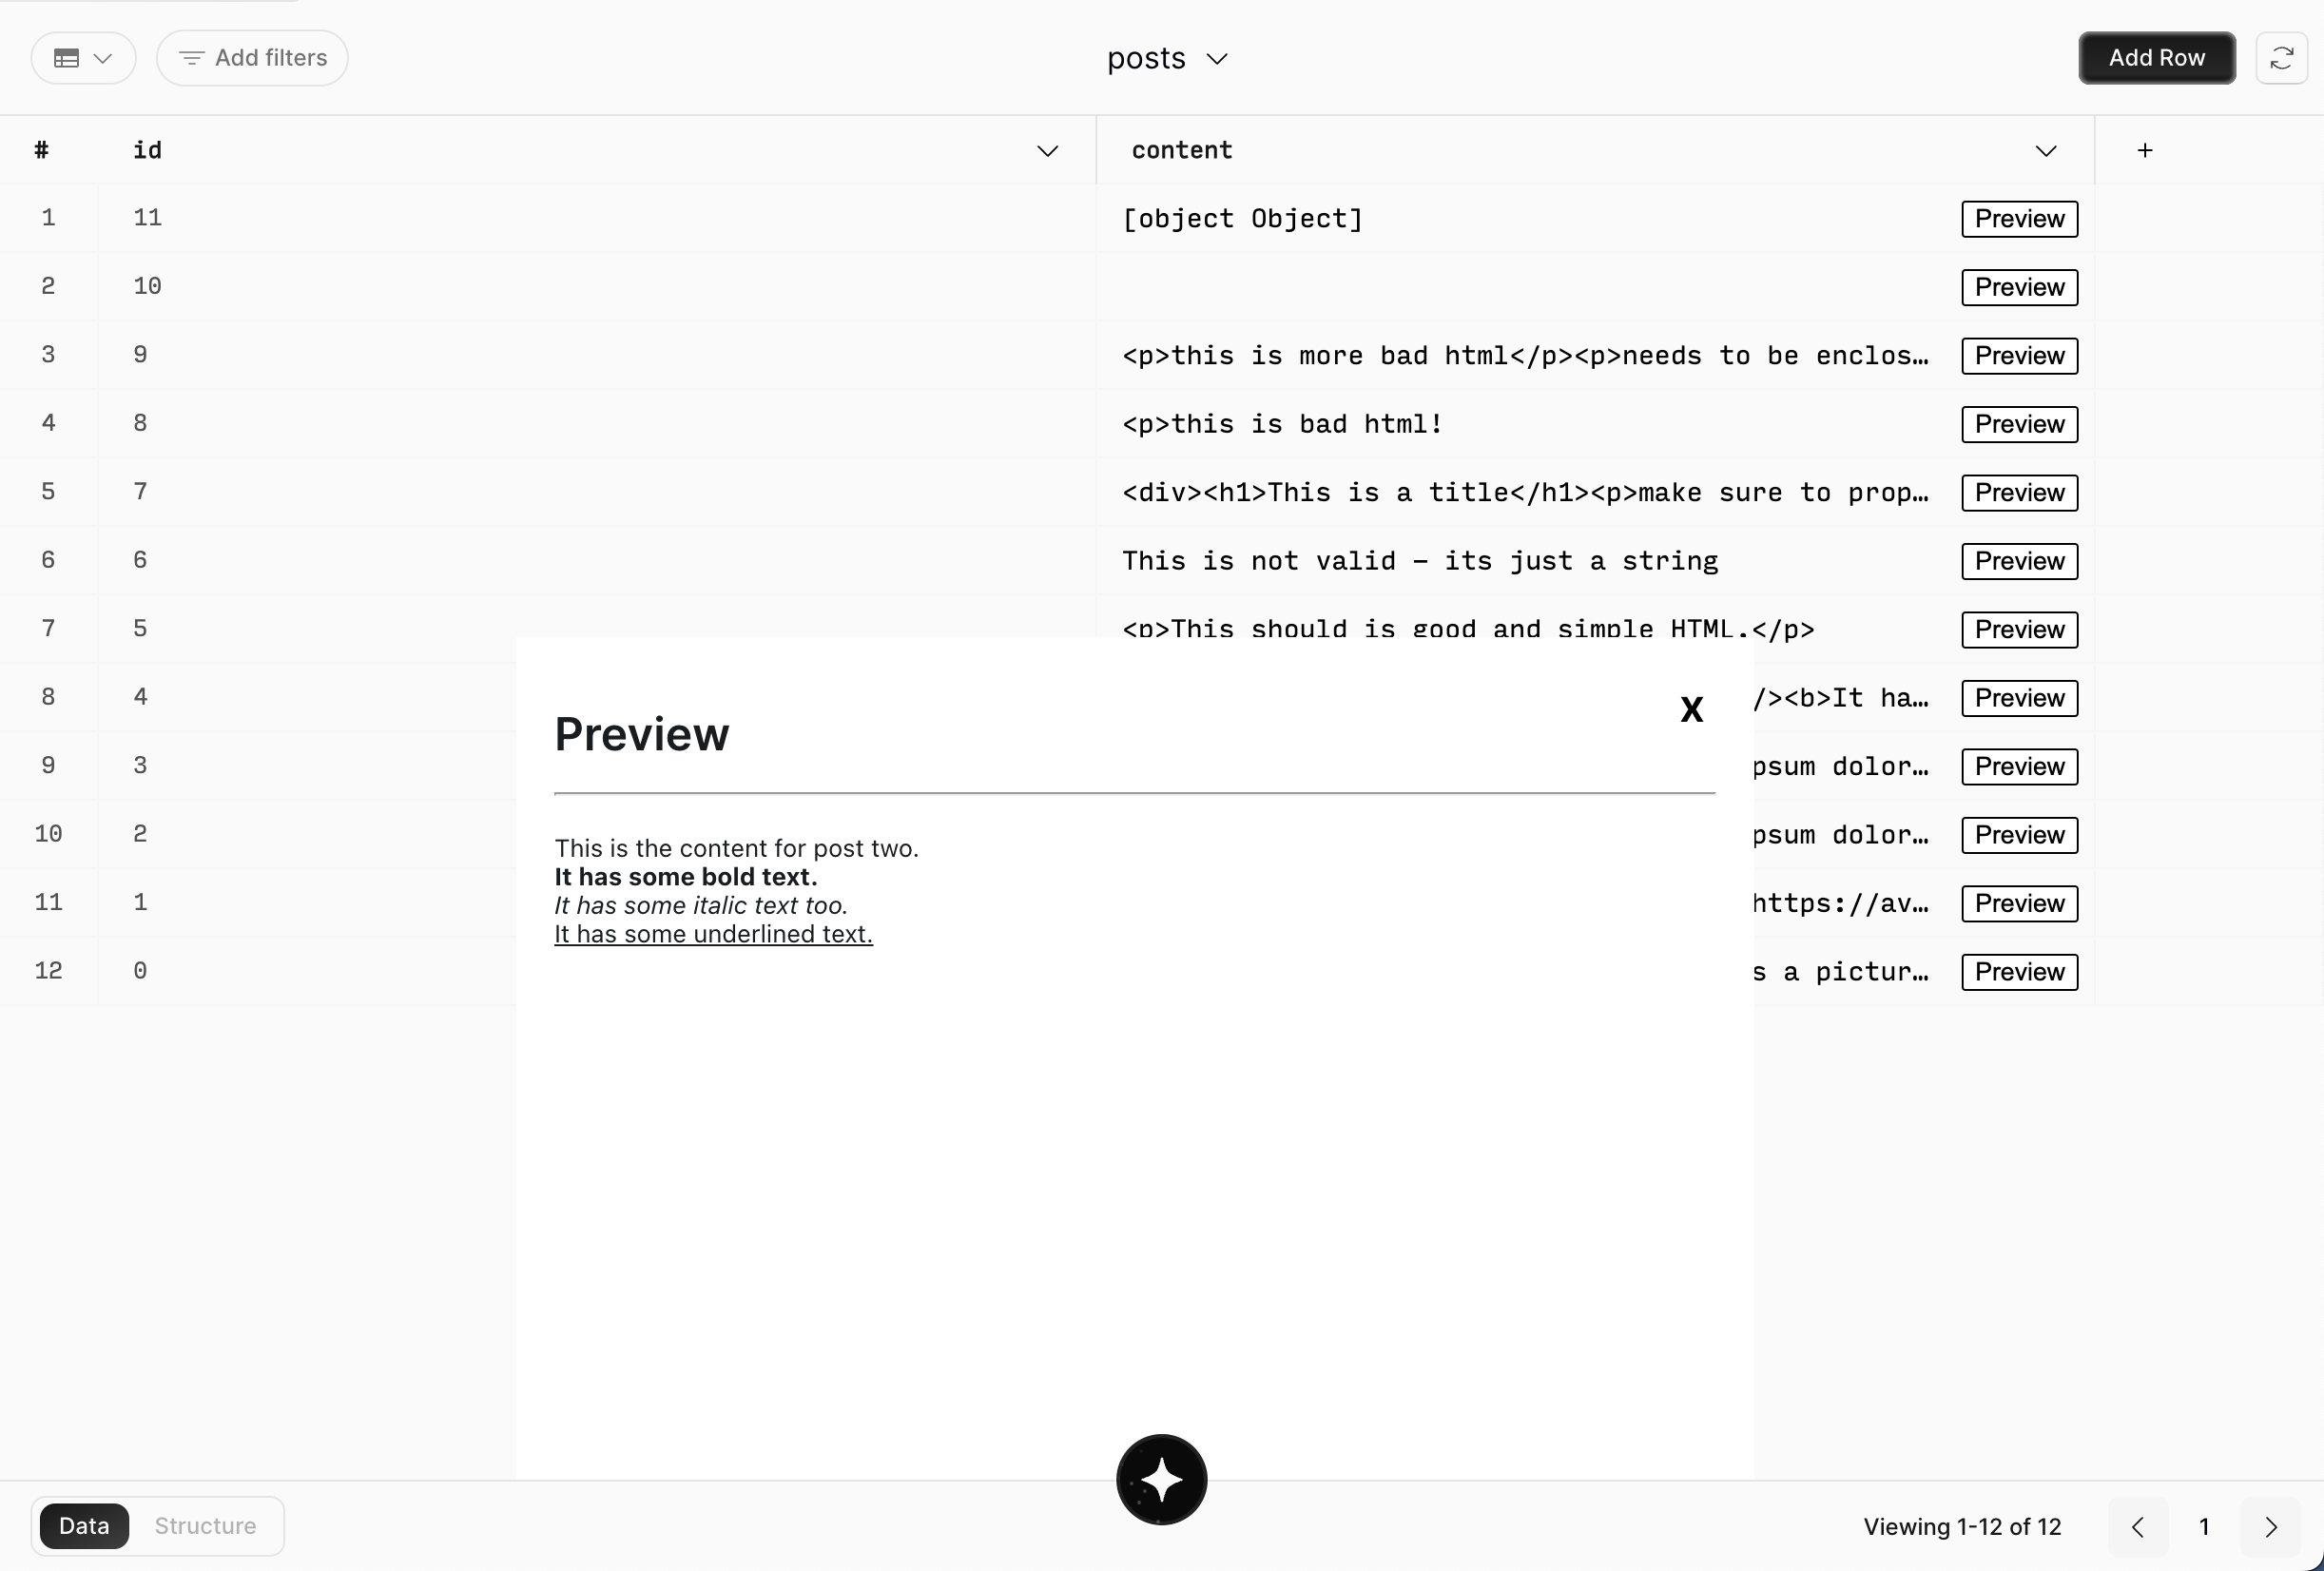 Add filters
posts
Add Row
# id content +
1 11 [object Object] Preview
2 10 Preview
3 9 <p>this is more bad html</p><p>needs to be enclos… Preview
4 8 <p>this is bad html! Preview
5 7 <div><h1>This is a title</h1><p>make sure to prop… Preview
6 6 This is not valid – its just a string Preview
7 5 <p>This should is good and simple HTML.</p> Preview
8 4 /><b>It ha… Preview
9 3 psum dolor… Preview
10 2 psum dolor… Preview
11 1 https://av… Preview
12 0 s a pictur… Preview
Preview X
This is the content for post two.
It has some bold text.
It has some italic text too.
It has some underlined text.
Data Structure
Viewing 1-12 of 12 1